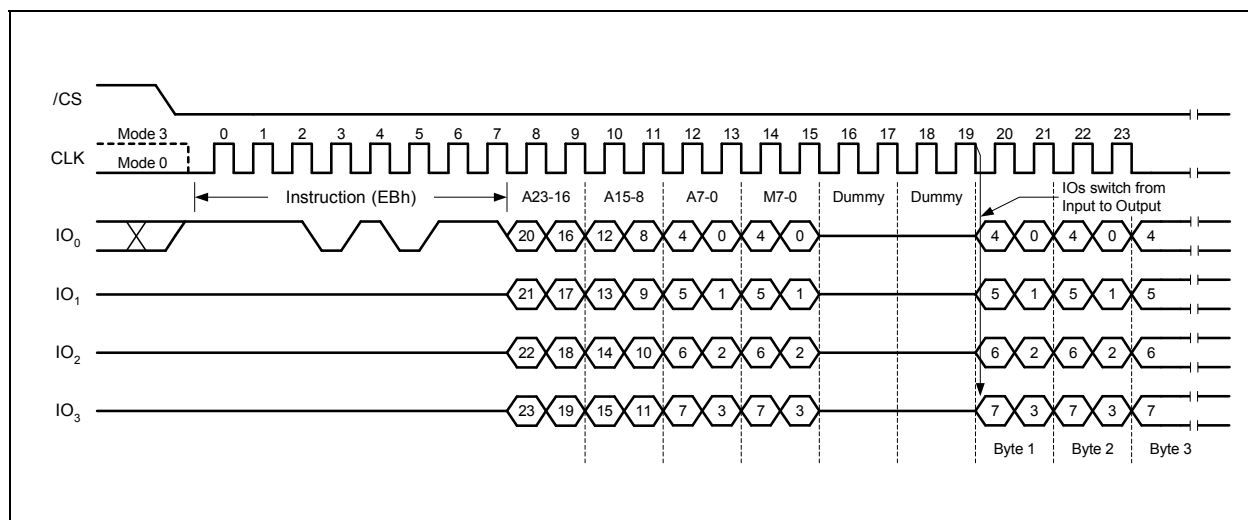 /CS
Mode 3
0 1 2 3 4 5 6 7 8 9 10 11 12 13 14 15 16 17 18 19 20 21 22 23
CLK
Mode 0
Instruction (EBh) A23-16 A15-8 A7-0 M7-0 Dummy Dummy
IOs switch from
Input to Output
IO0 20 16 12 8 4 0 4 0 4 0 4 0 4
IO1 21 17 13 9 5 1 5 1 5 1 5 1 5
IO2 22 18 14 10 6 2 6 2 6 2 6 2 6
IO3 23 19 15 11 7 3 7 3 7 3 7 3 7
Byte 1 Byte 2 Byte 3